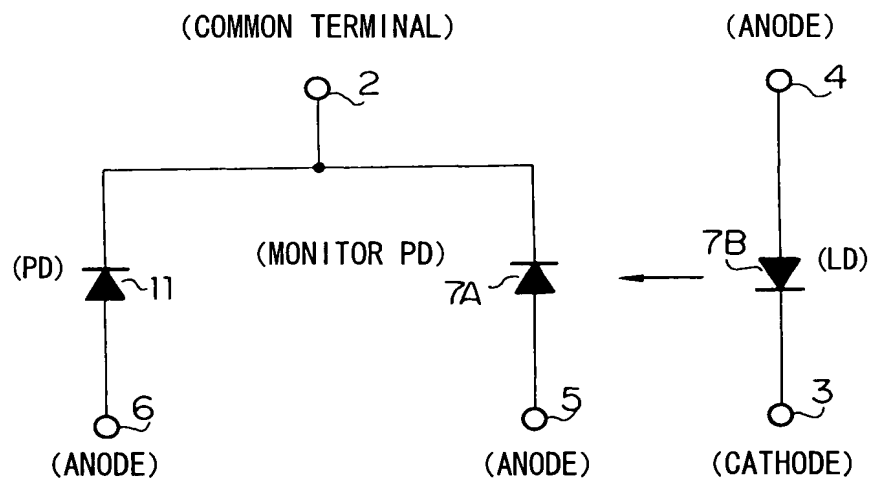 (COMMON TERMINAL) (ANODE)
2 4
(PD) 11 (MONITOR PD) 7A 7B (LD)
6 5 3
(ANODE) (ANODE) (CATHODE)